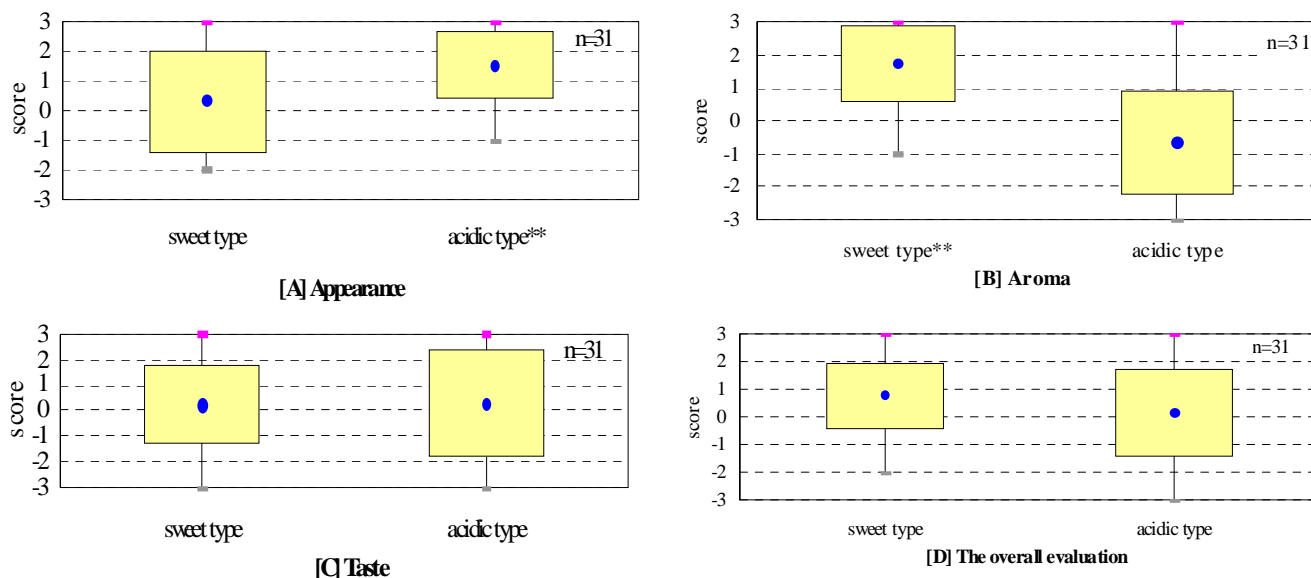 3
2
1
0
-1
-2
-3
score
n=31
sweet type
acidic type**
[A] Appearance
3
2
1
0
-1
-2
-3
score
n=31
sweet type**
acidic type
[B] Aroma
3
2
1
0
-1
-2
-3
score
n=31
sweet type
acidic type
[C] Taste
3
2
1
0
-1
-2
-3
score
n=31
sweet type
acidic type
[D] The overall evaluation